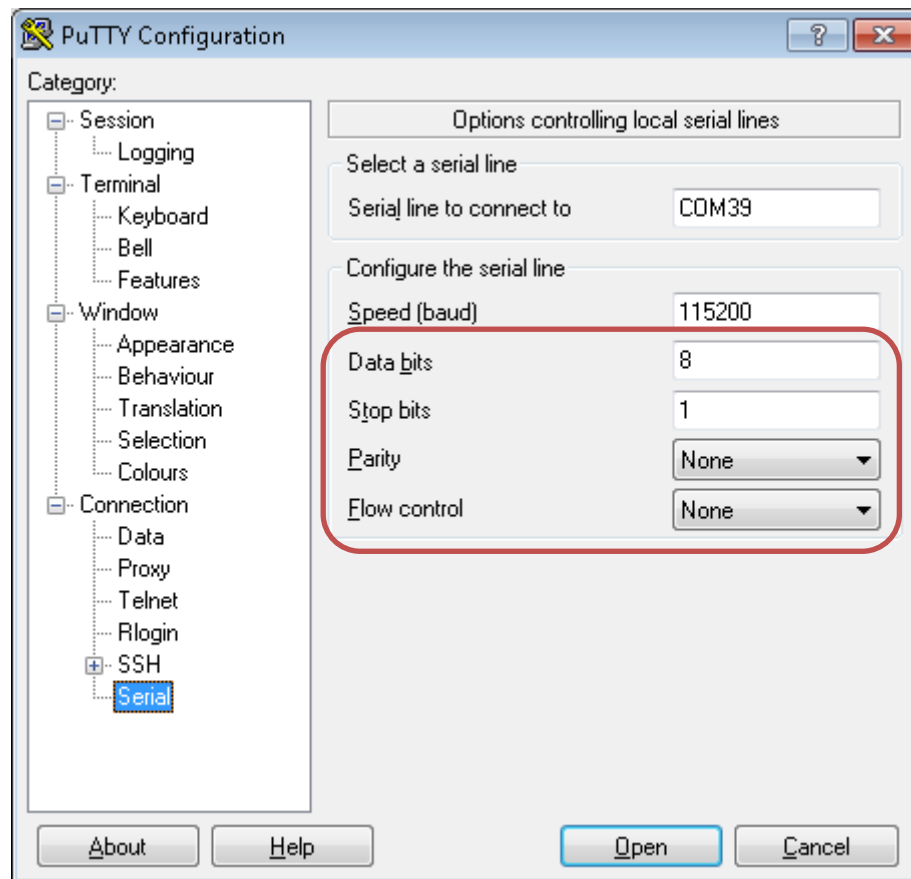 PuTTY Configuration
Category:
Session
Logging
Terminal
Keyboard
Bell
Features
Window
Appearance
Behaviour
Translation
Selection
Colours
Connection
Data
Proxy
Telnet
Rlogin
SSH
Serial
Options controlling local serial lines
Select a serial line
Serial line to connect to COM39
Configure the serial line
Speed (baud) 115200
Data bits 8
Stop bits 1
Parity None
Flow control None
About Help Open Cancel